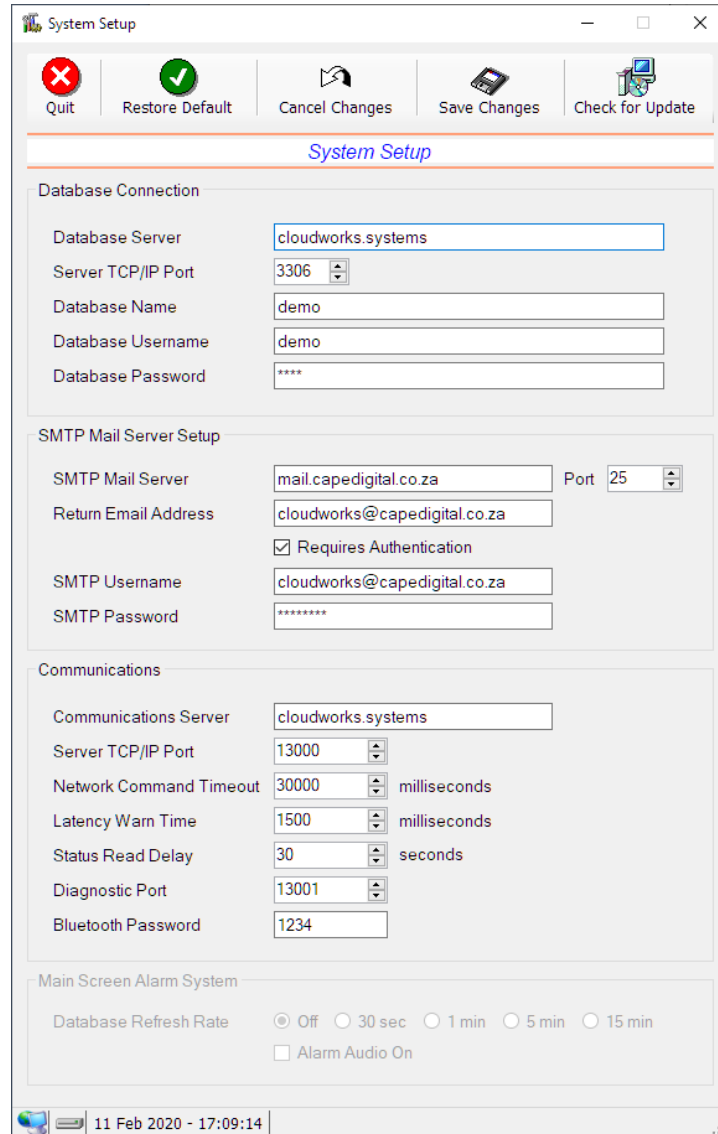 System Setup
Quit Restore Default Cancel Changes Save Changes Check for Update
System Setup
Database Connection
Database Server cloudworks.systems
Server TCP/IP Port 3306
Database Name demo
Database Username demo
Database Password ****
SMTP Mail Server Setup
SMTP Mail Server mail.capedigital.co.za Port 25
Return Email Address cloudworks@capedigital.co.za
Requires Authentication
SMTP Username cloudworks@capedigital.co.za
SMTP Password ********
Communications
Communications Server cloudworks.systems
Server TCP/IP Port 13000
Network Command Timeout 30000 milliseconds
Latency Warn Time 1500 milliseconds
Status Read Delay 30 seconds
Diagnostic Port 13001
Bluetooth Password 1234
Main Screen Alarm System
Database Refresh Rate Off 30 sec 1 min 5 min 15 min
Alarm Audio On
11 Feb 2020 - 17:09:14